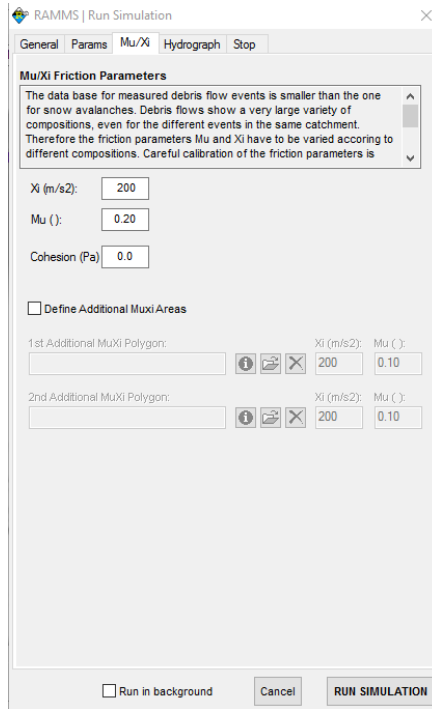 RAMMS | Run Simulation
General Params Mu/Xi Hydrograph Stop
Mu/Xi Friction Parameters
The data base for measured debris flow events is smaller than the one
for snow avalanches. Debris flows show a very large variety of
compositions, even for the different events in the same catchment.
Therefore the friction parameters Mu and Xi have to be varied accoring to
different compositions. Careful calibration of the friction parameters is
Xi (m/s2): 200
Mu ( ): 0.20
Cohesion (Pa) 0.0
Define Additional Muxi Areas
1st Additional MuXi Polygon: Xi (m/s2): Mu ( ):
200 0.10
2nd Additional MuXi Polygon: Xi (m/s2): Mu ( ):
200 0.10
Run in background Cancel RUN SIMULATION